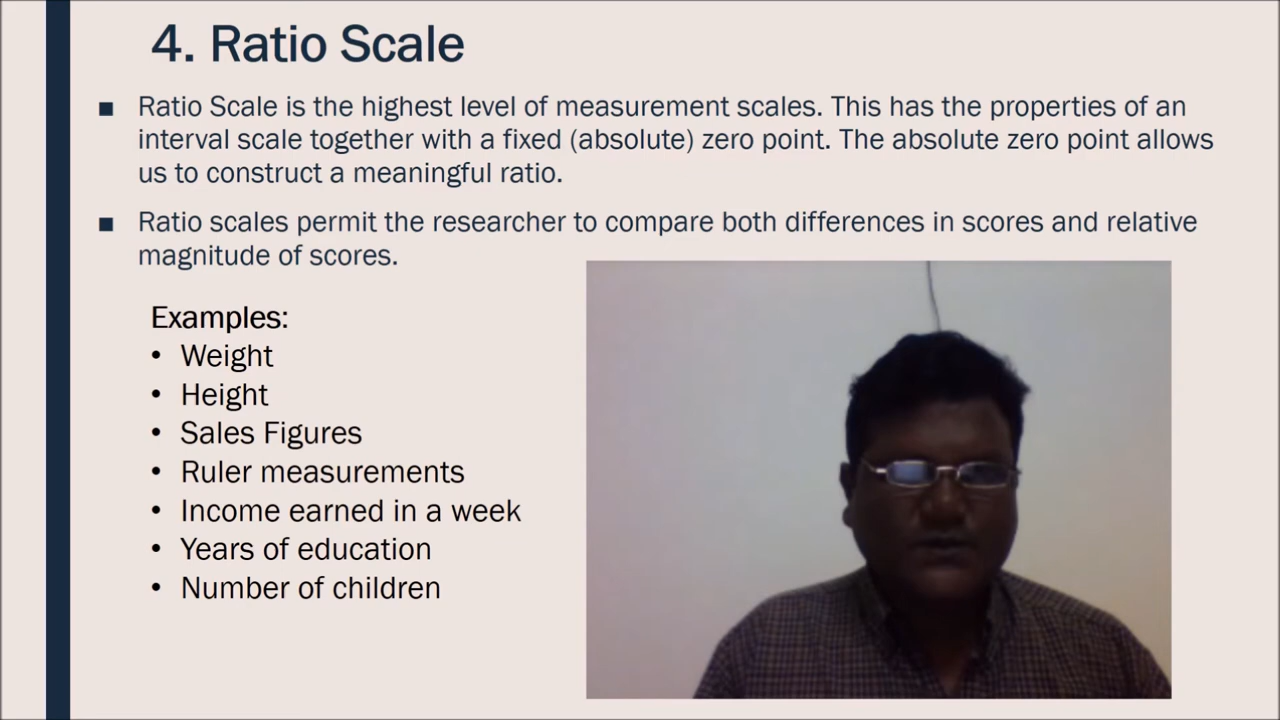 4. Ratio Scale
▪ Ratio Scale is the highest level of measurement scales. This has the properties of an
interval scale together with a fixed (absolute) zero point. The absolute zero point allows
us to construct a meaningful ratio.
▪ Ratio scales permit the researcher to compare both differences in scores and relative
magnitude of scores.
Examples:
• Weight
• Height
• Sales Figures
• Ruler measurements
• Income earned in a week
• Years of education
• Number of children